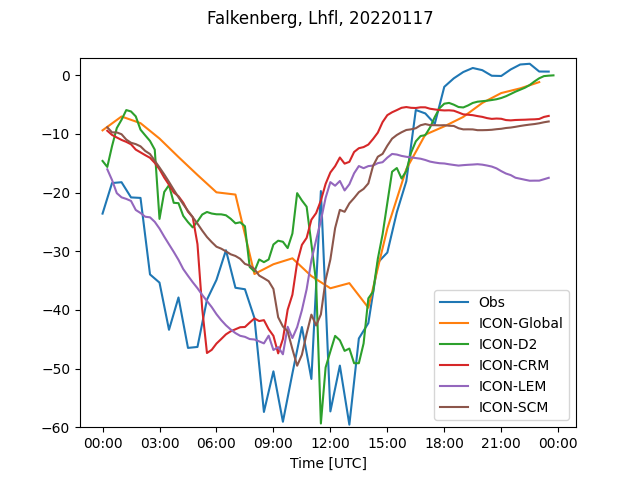 Falkenberg, Lhfl, 20220117
0
−10
−20
−30
−40
−50
−60
00:00 03:00 06:00 09:00 12:00 15:00 18:00 21:00 00:00
Time [UTC]
Obs
ICON-Global
ICON-D2
ICON-CRM
ICON-LEM
ICON-SCM